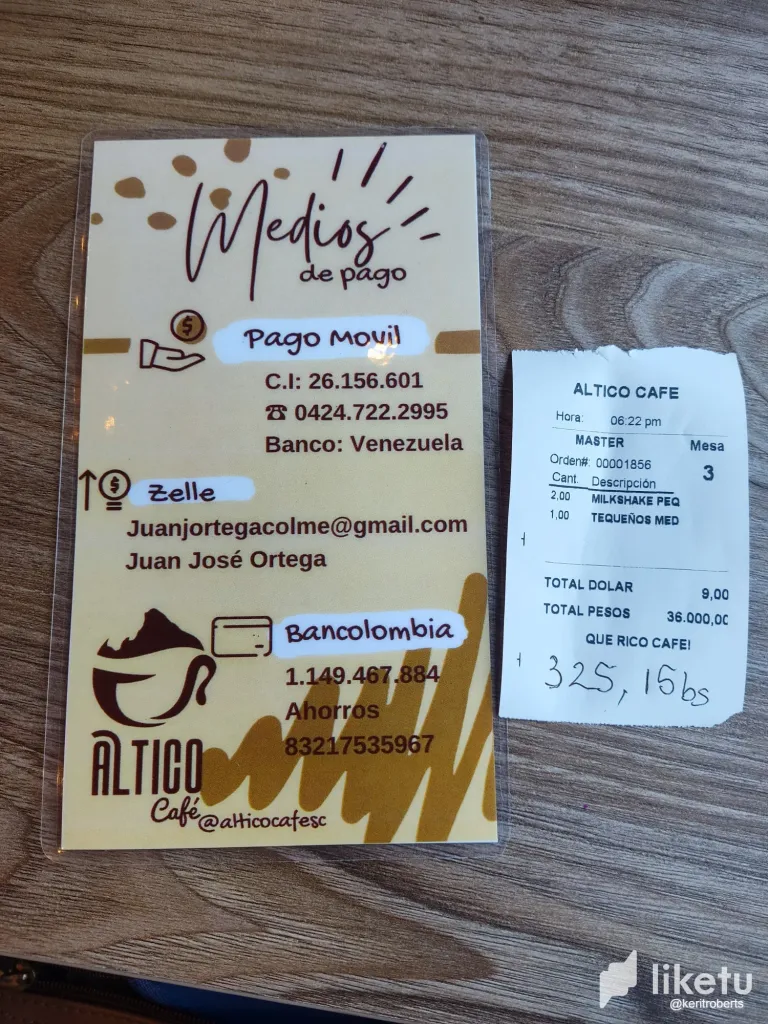 Medios
de pago
Pago Movil
C.I: 26.156.601
☎ 0424.722.2995
Banco: Venezuela
Zelle
Juanjortegacolme@gmail.com
Juan José Ortega
Bancolombia
1.149.467.884
Ahorros
83217535967
ALTICO
Café
@alticocafesc
ALTICO CAFE
Hora: 06:22 pm
MASTER Mesa
Orden#: 00001856 3
Cant. Descripción
2,00 MILKSHAKE PEQ
1,00 TEQUEÑOS MED
TOTAL DOLAR 9,00
TOTAL PESOS 36.000,00
QUE RICO CAFE!
325,15bs
liketu
@keritroberts